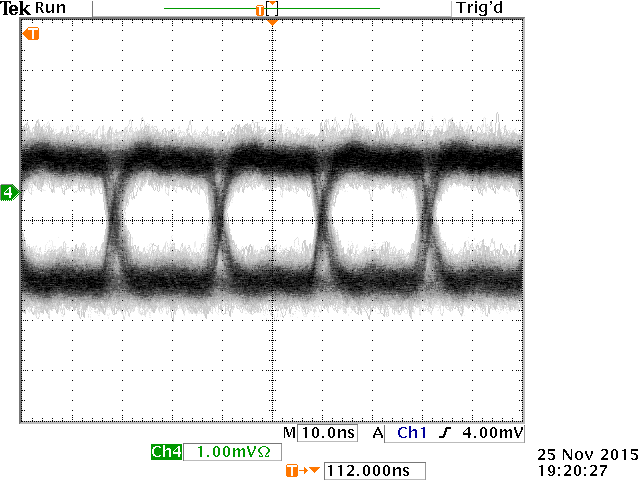 Tek Run Trig'd
T
T
4
M 10.0ns A Ch1 4.00mV
Ch4 1.00mVΩ
T 112.000ns
25 Nov 2015
19:20:27